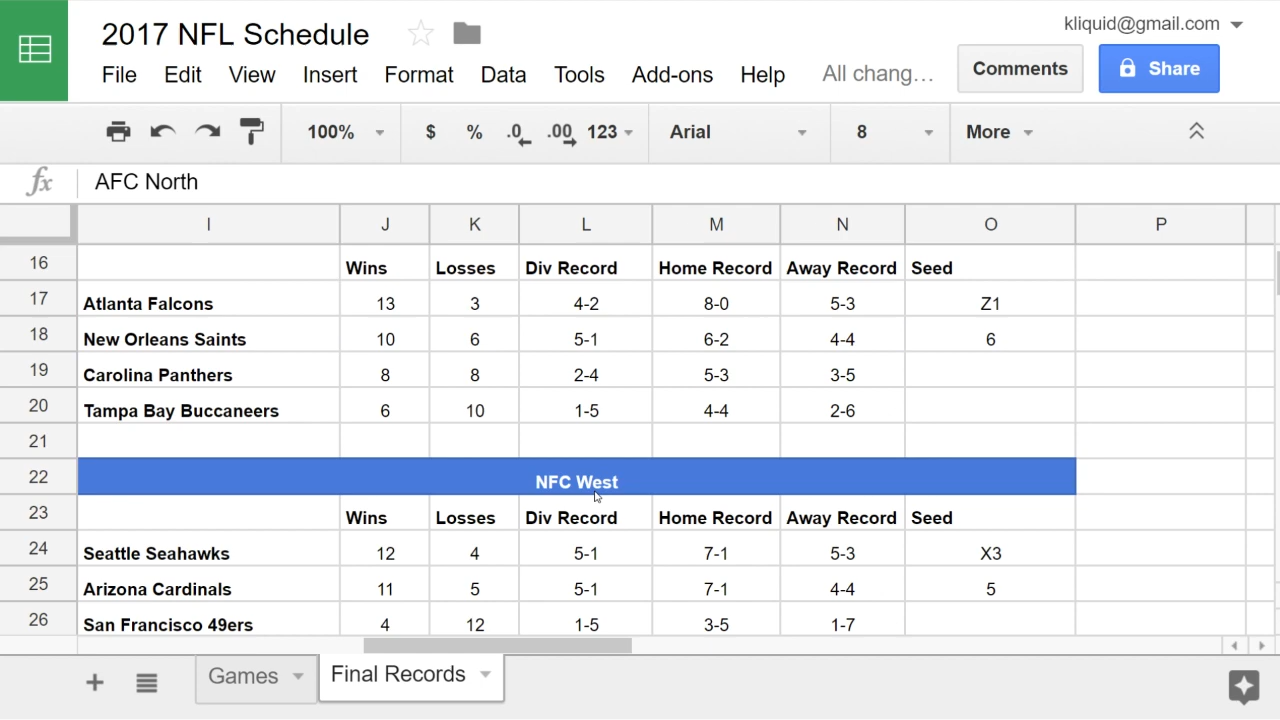 2017 NFL Schedule
kliquid@gmail.com
File Edit View Insert Format Data Tools Add-ons Help All chang...
Comments
Share
100% $ % .0 .00 123 Arial 8 More
fx AFC North
I J K L M N O P
16 Wins Losses Div Record Home Record Away Record Seed
17 Atlanta Falcons 13 3 4-2 8-0 5-3 Z1
18 New Orleans Saints 10 6 5-1 6-2 4-4 6
19 Carolina Panthers 8 8 2-4 5-3 3-5
20 Tampa Bay Buccaneers 6 10 1-5 4-4 2-6
21
22 NFC West
23 Wins Losses Div Record Home Record Away Record Seed
24 Seattle Seahawks 12 4 5-1 7-1 5-3 X3
25 Arizona Cardinals 11 5 5-1 7-1 4-4 5
26 San Francisco 49ers 4 12 1-5 3-5 1-7
Games Final Records